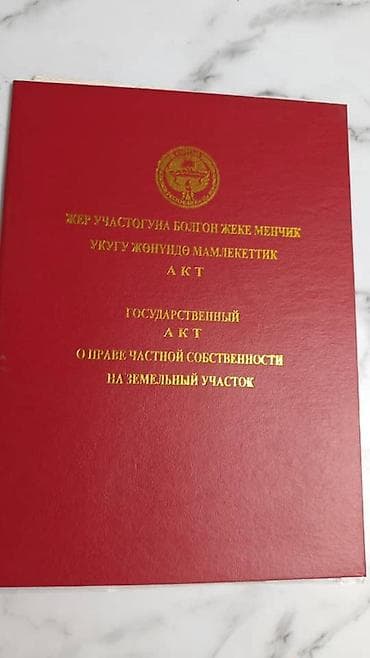 ЖЕР УЧАСТОГУНА БОЛГОН ЖЕКЕ МЕНЧИК
УКУГУ ЖӨНҮНДӨ МАМЛЕКЕТТИК
АКТ
ГОСУДАРСТВЕННЫЙ
АКТ
О ПРАВЕ ЧАСТНОЙ СОБСТВЕННОСТИ
НА ЗЕМЕЛЬНЫЙ УЧАСТОК